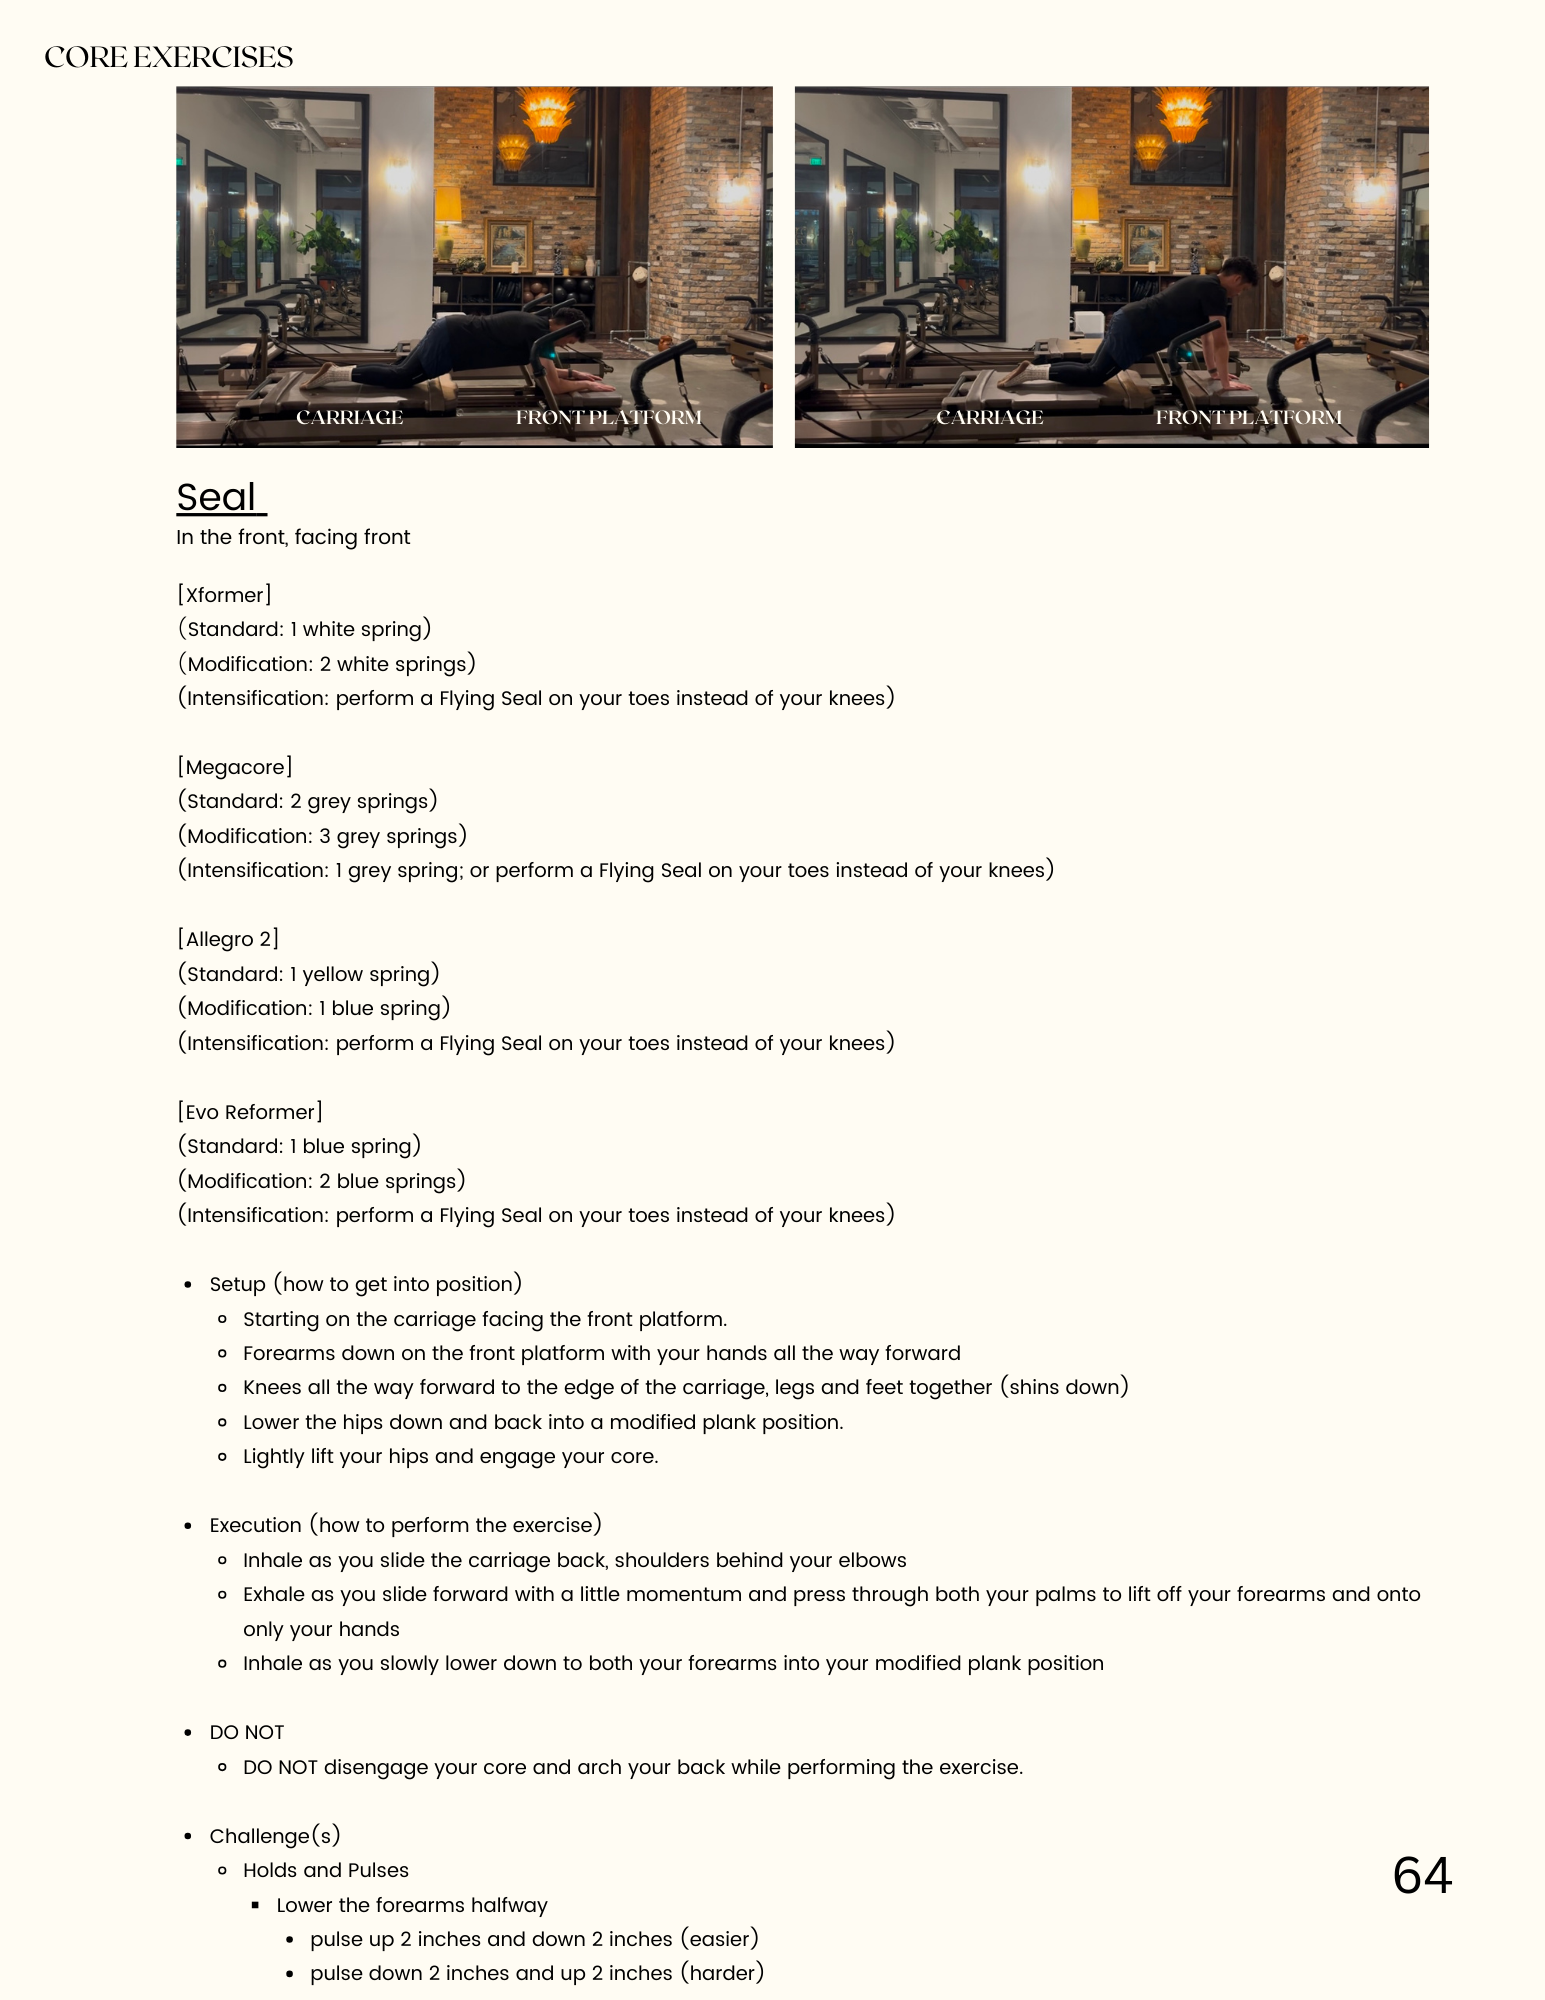 CORE EXERCISES
CARRIAGE
FRONT PLATFORM
CARRIAGE
FRONT PLATFORM
Seal
In the front, facing front
[Xformer]
(Standard: 1 white spring)
(Modification: 2 white springs)
(Intensification: perform a Flying Seal on your toes instead of your knees)
[Megacore]
(Standard: 2 grey springs)
(Modification: 3 grey springs)
(Intensification: 1 grey spring; or perform a Flying Seal on your toes instead of your knees)
[Allegro 2]
(Standard: 1 yellow spring)
(Modification: 1 blue spring)
(Intensification: perform a Flying Seal on your toes instead of your knees)
[Evo Reformer]
(Standard: 1 blue spring)
(Modification: 2 blue springs)
(Intensification: perform a Flying Seal on your toes instead of your knees)
• Setup (how to get into position)
◦ Starting on the carriage facing the front platform.
◦ Forearms down on the front platform with your hands all the way forward
◦ Knees all the way forward to the edge of the carriage, legs and feet together (shins down)
◦ Lower the hips down and back into a modified plank position.
◦ Lightly lift your hips and engage your core.
• Execution (how to perform the exercise)
◦ Inhale as you slide the carriage back, shoulders behind your elbows
◦ Exhale as you slide forward with a little momentum and press through both your palms to lift off your forearms and onto
only your hands
◦ Inhale as you slowly lower down to both your forearms into your modified plank position
• DO NOT
◦ DO NOT disengage your core and arch your back while performing the exercise.
• Challenge(s)
◦ Holds and Pulses
▪ Lower the forearms halfway
• pulse up 2 inches and down 2 inches (easier)
• pulse down 2 inches and up 2 inches (harder)
64